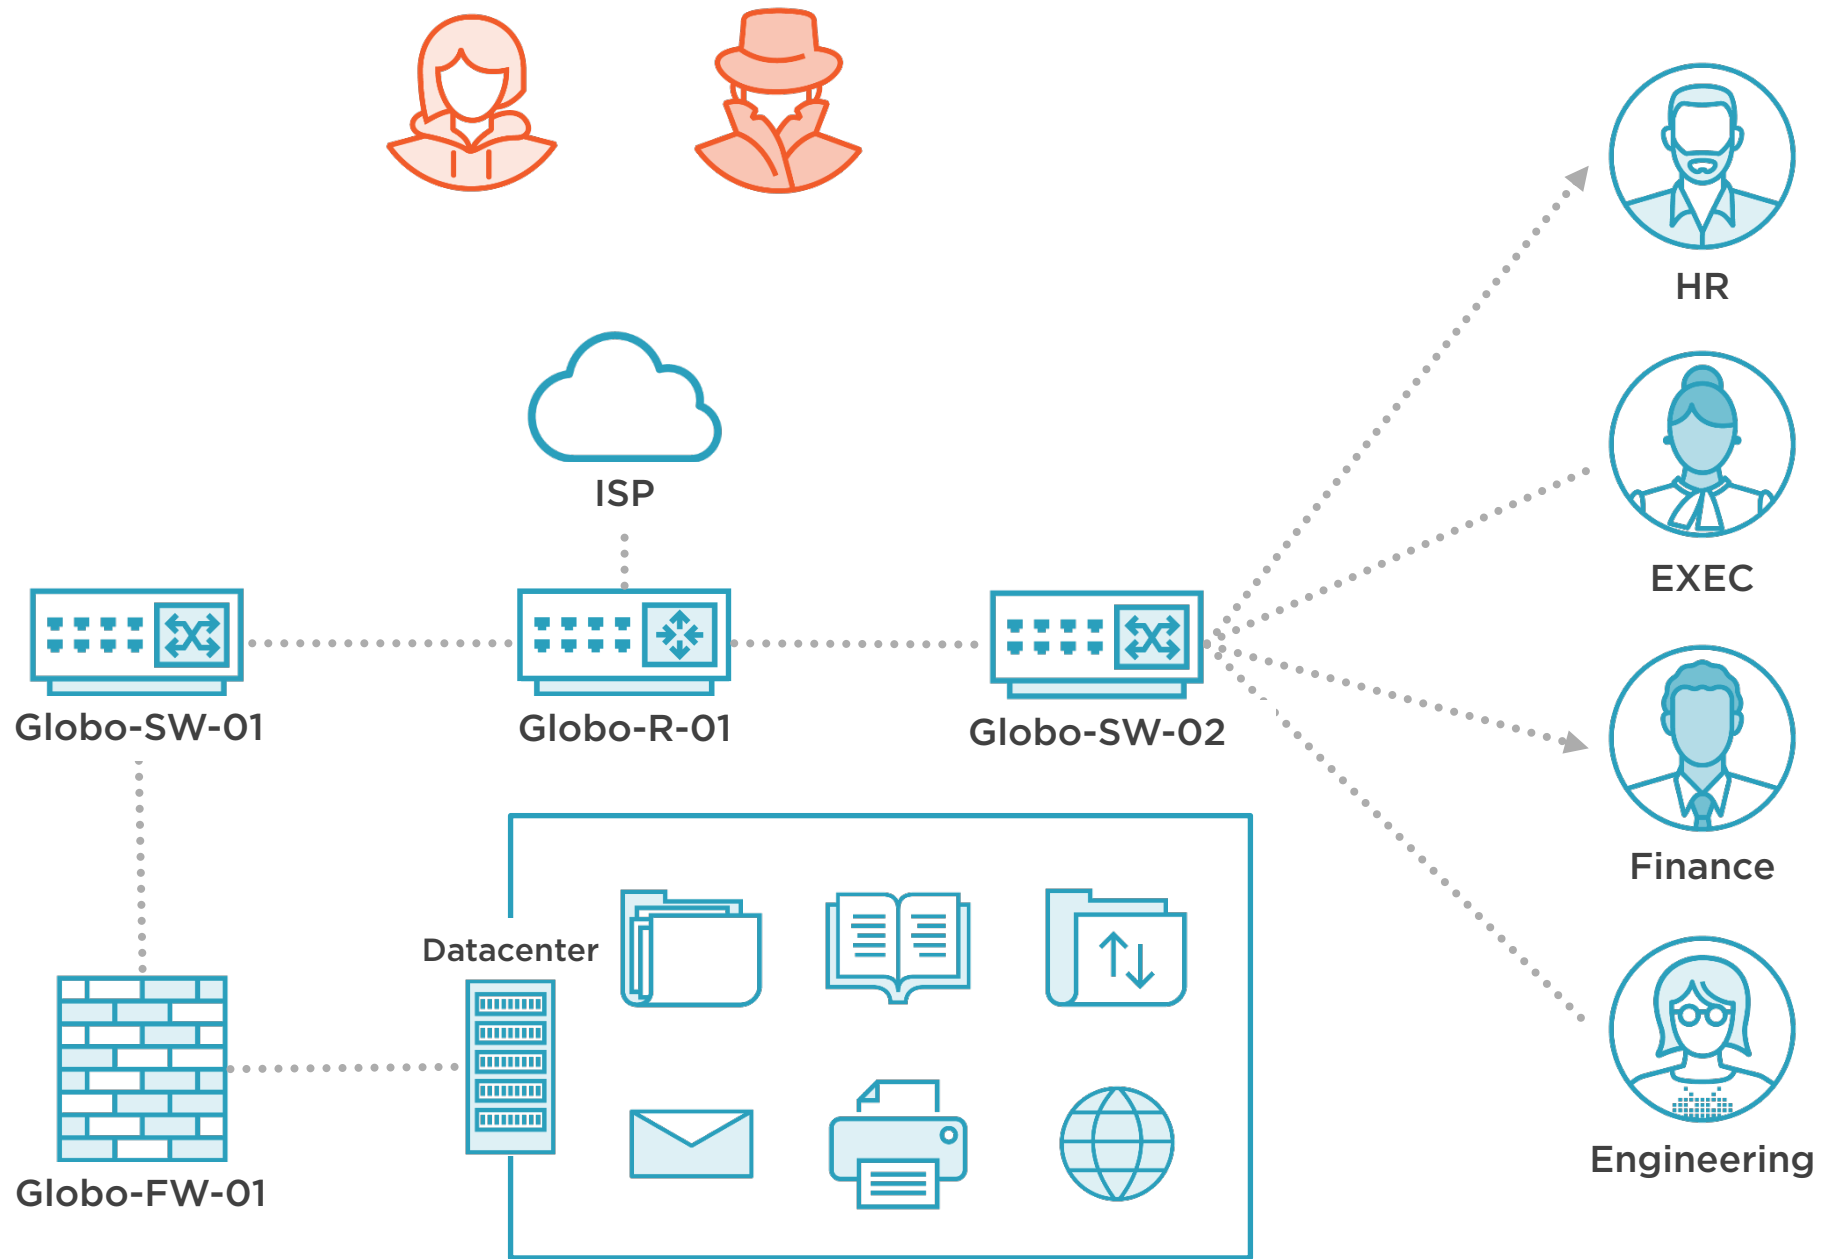 HR
ISP
EXEC
Globo-SW-01
Globo-R-01
Globo-SW-02
Finance
Datacenter
Engineering
Globo-FW-01